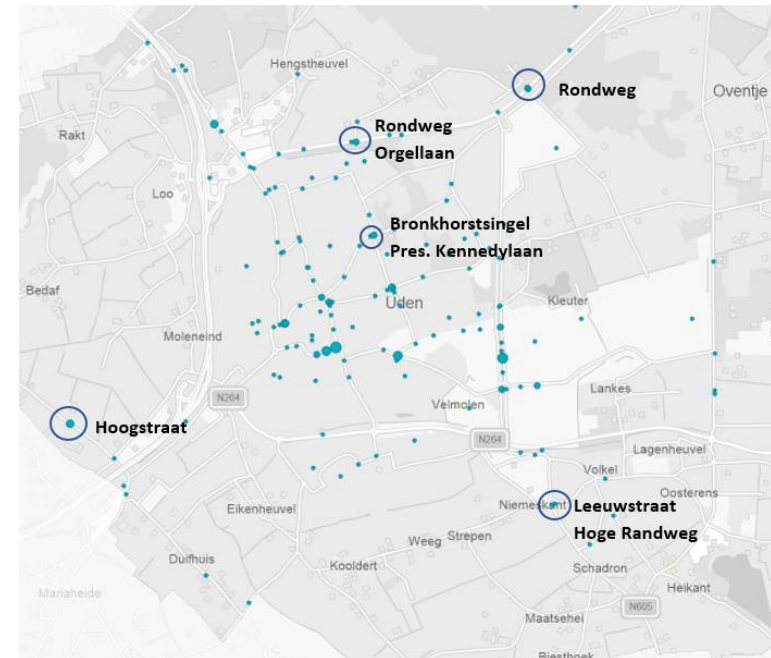 Hengstheuvel
Rondweg
Oventje
Rondweg
Orgellaan
Rakt
Loo
Bronkhorstsingel
Pres. Kennedylaan
Bedaf
Uden
Kleuter
Moleneind
Lankes
N264
Velmolen
Hoogstraat
N264
Lagenheuvel
Volkel
Oosterens
Niemeskant
Leeuwstraat
Hoge Randweg
Eikenheuvel
Weeg
Strepen
Duifhuis
Kooldert
Schadron
Heikant
Mariaheide
N605
Maatsehei
Biesthoek